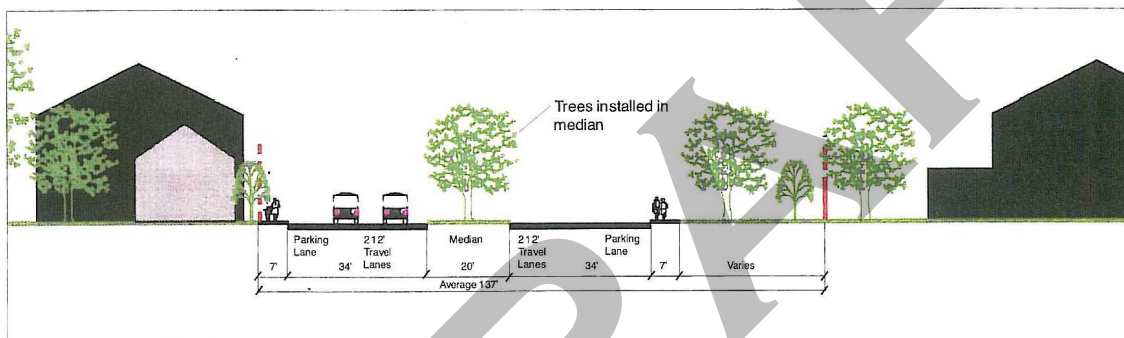 Trees installed in
median
Parking
Lane
212'
Travel
Lanes
Median
212'
Travel
Lanes
Parking
Lane
7'
34'
20'
34'
7'
Varies
Average 137'